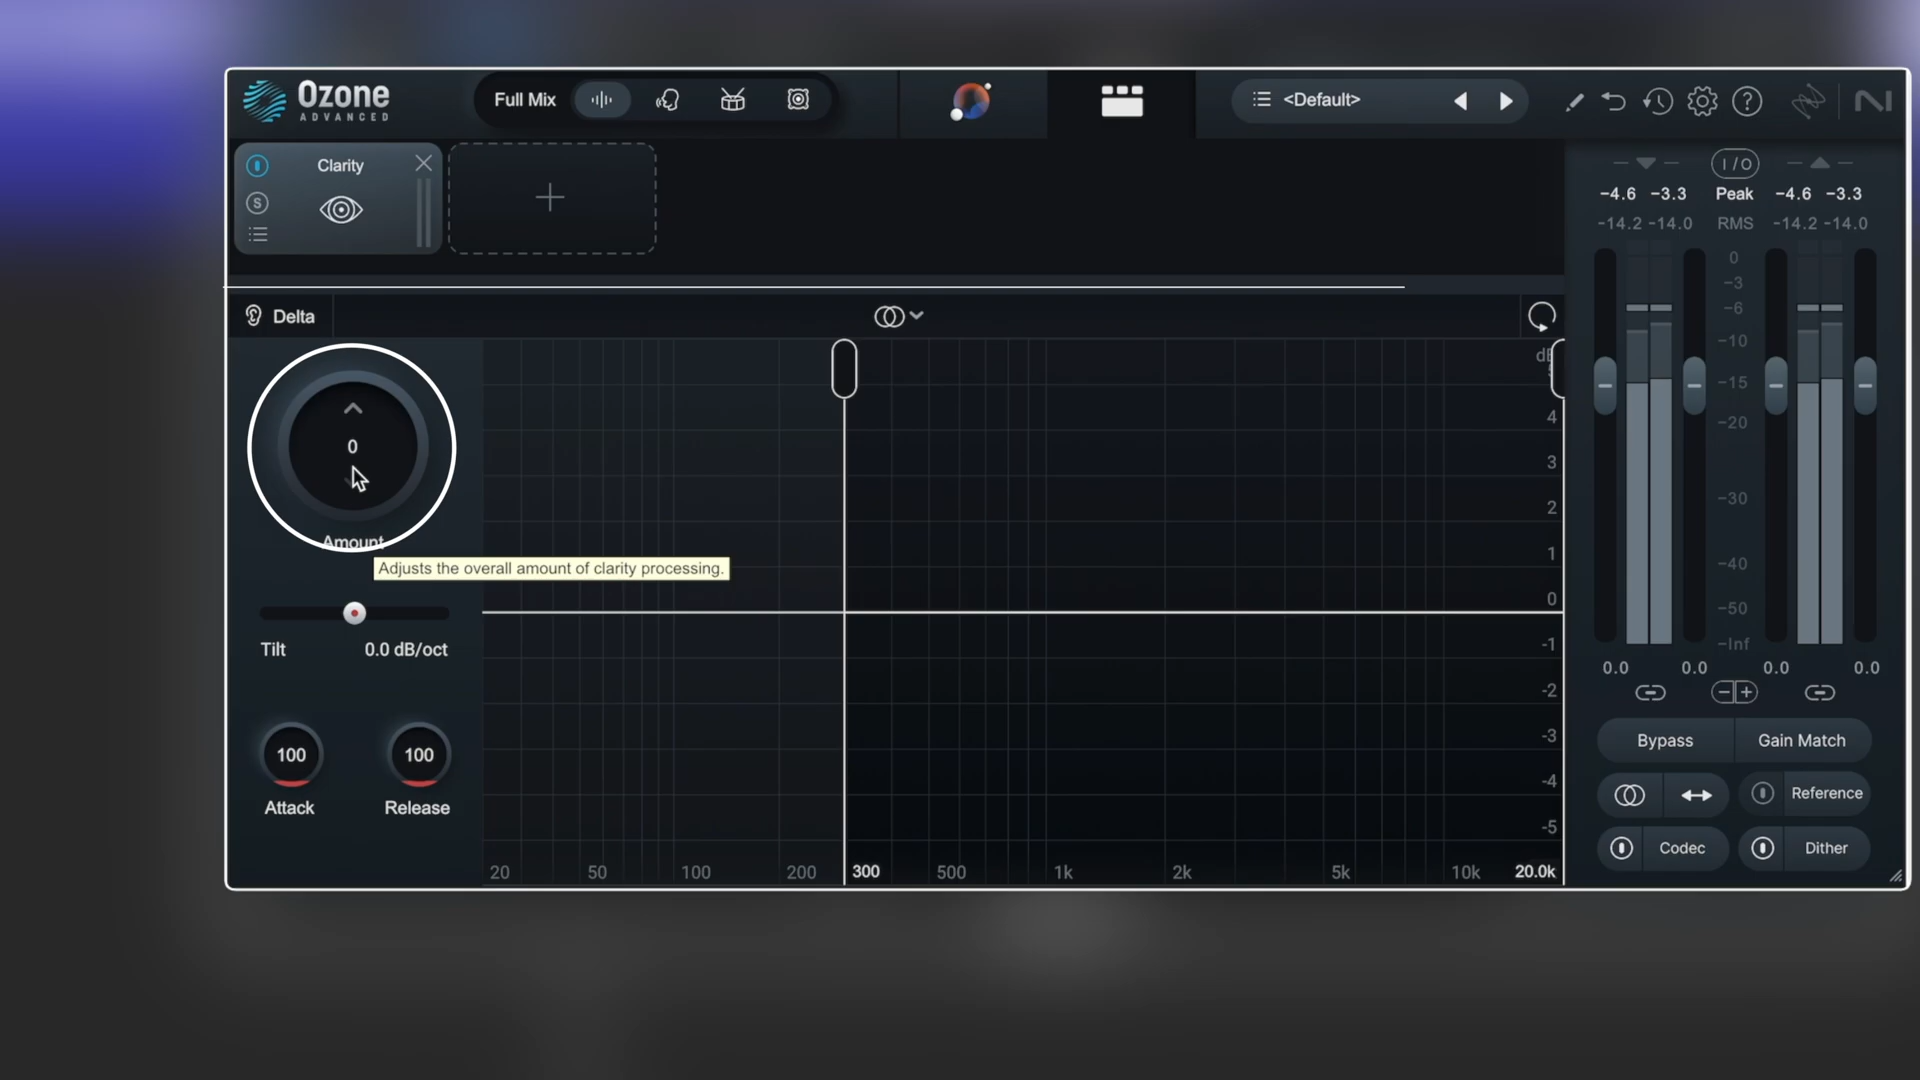 Ozone
ADVANCED
Full Mix
<Default>
S
Clarity
I/O
-4.6 -3.3 Peak -4.6 -3.3
-14.2 -14.0 RMS -14.2 -14.0
0
-3
-6
-10
-15
-20
-30
-40
-50
-Inf
0.0 0.0 0.0 0.0
Bypass
Gain Match
Reference
Codec
Dither
Delta
0
Amount
Adjusts the overall amount of clarity processing.
Tilt 0.0 dB/oct
100 100
Attack Release
4
3
2
1
0
-1
-2
-3
-4
-5
20 50 100 200 300 500 1k 2k 5k 10k 20.0k